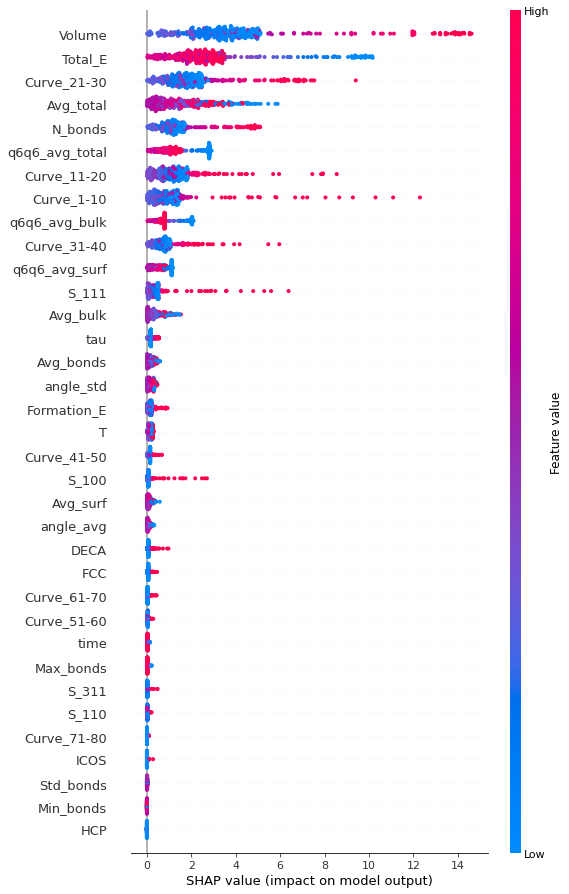 High
Volume
Total_E
Curve_21-30
Avg_total
N_bonds
q6q6_avg_total
Curve_11-20
Curve_1-10
q6q6_avg_bulk
Curve_31-40
q6q6_avg_surf
S_111
Avg_bulk
tau
Avg_bonds
angle_std
Formation_E
T
Curve_41-50
S_100
Avg_surf
angle_avg
DECA
FCC
Curve_61-70
Curve_51-60
time
Max_bonds
S_311
S_110
Curve_71-80
ICOS
Std_bonds
Min_bonds
HCP
Feature value
Low
0 2 4 6 8 10 12 14
SHAP value (impact on model output)